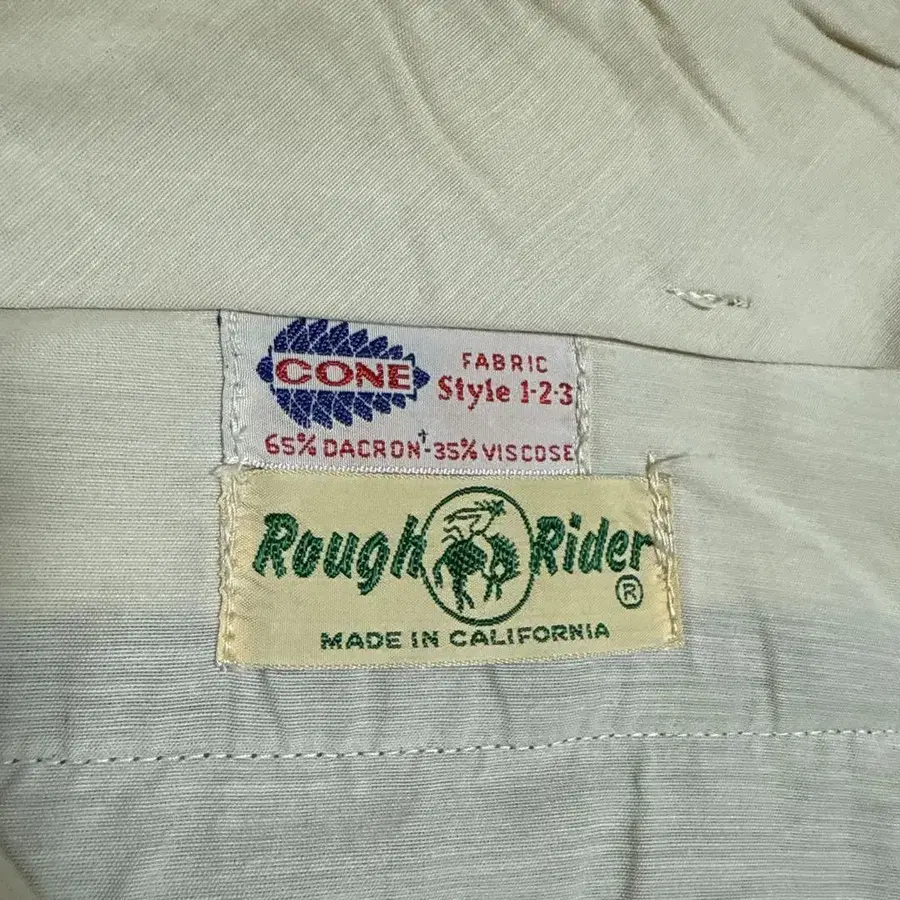 CONE
FABRIC
Style 1-2-3
65% DACRON†-35% VISCOSE
Rough Rider ®
MADE IN CALIFORNIA